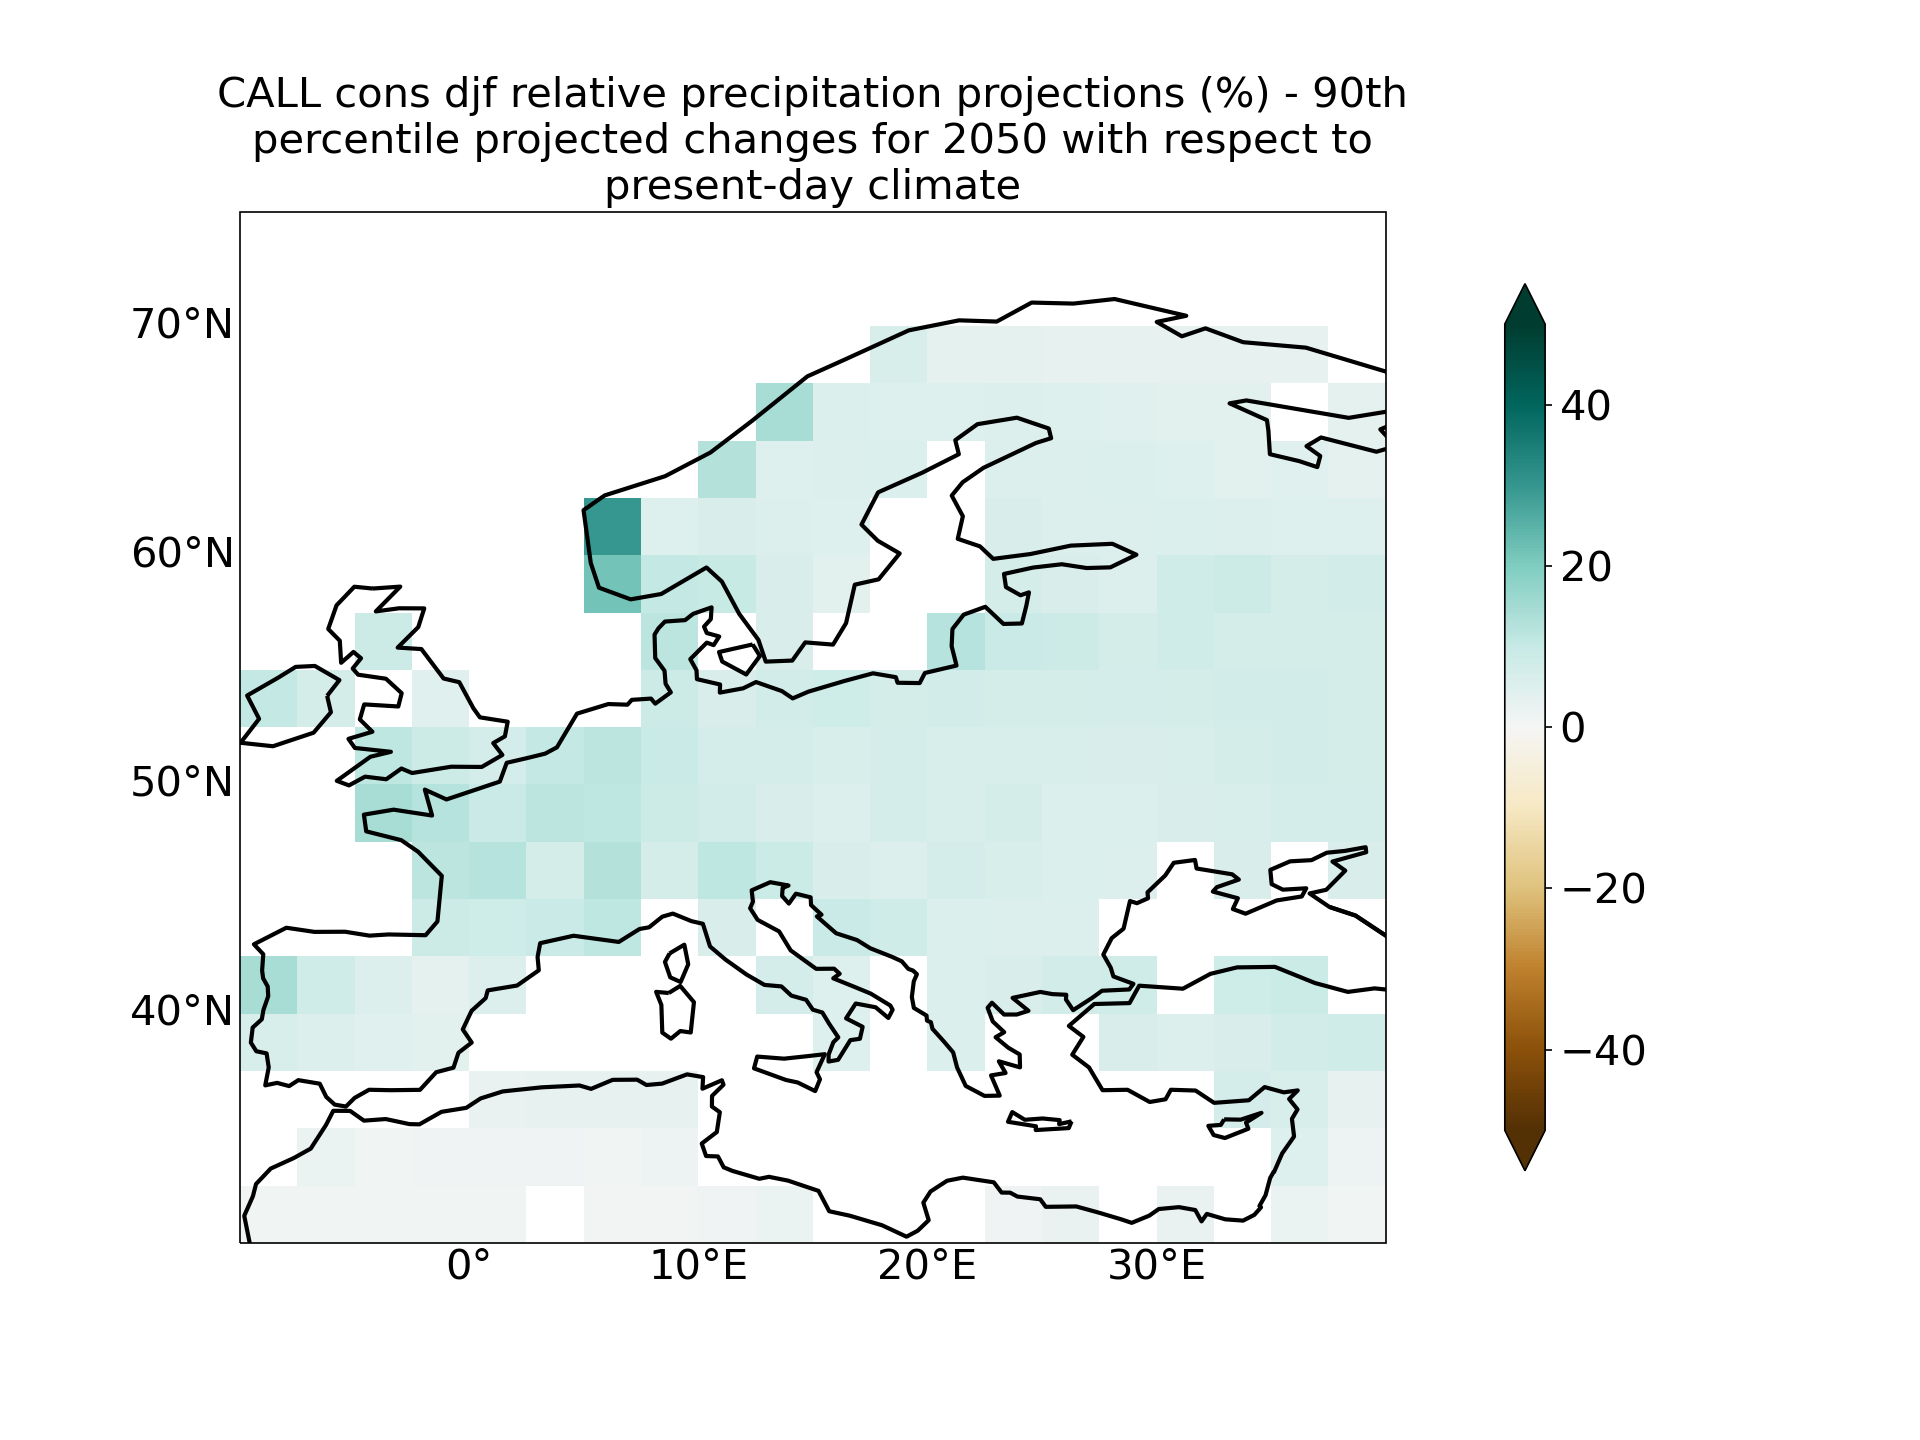 CALL cons djf relative precipitation projections (%) - 90th
percentile projected changes for 2050 with respect to
present-day climate
70°N
60°N
50°N
40°N
0°
10°E
20°E
30°E
40
20
0
−20
−40